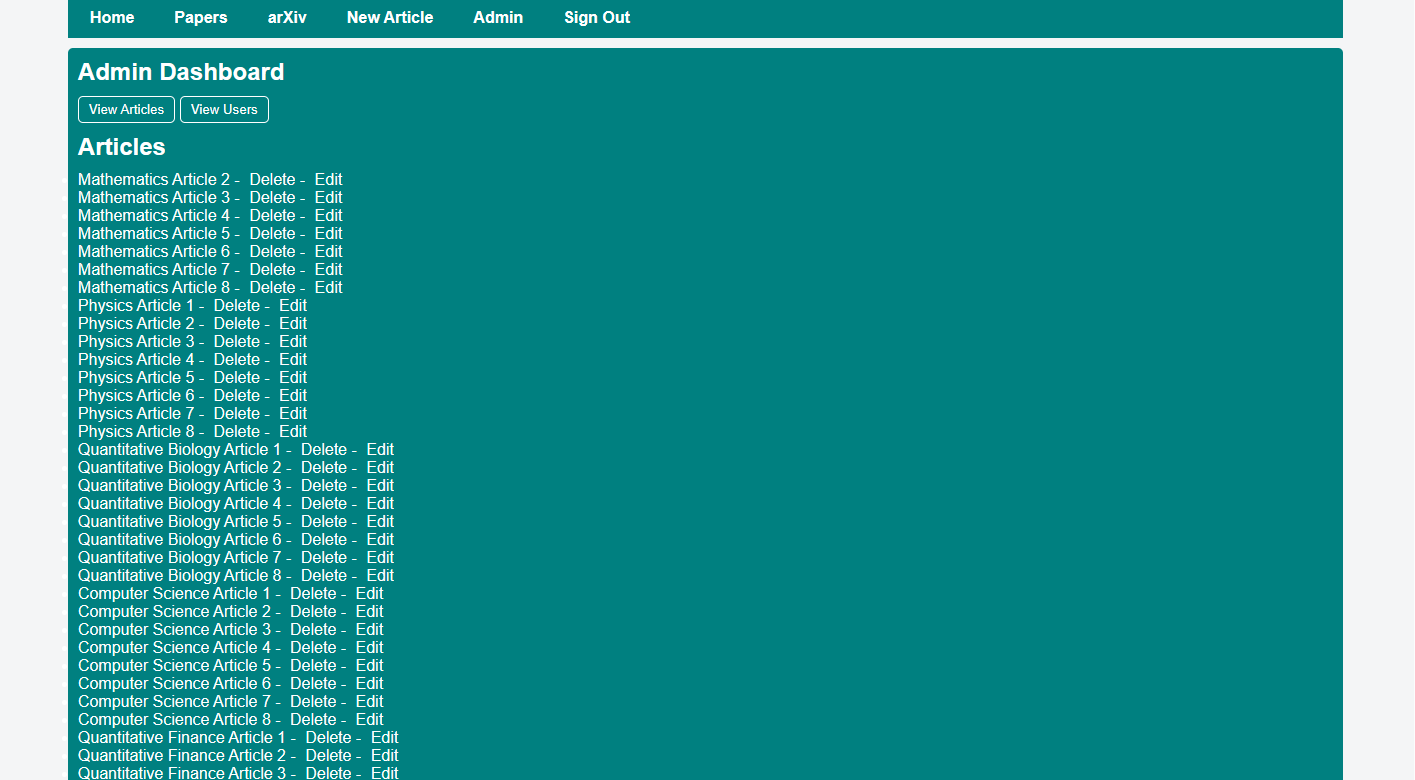 Home Papers arXiv New Article Admin Sign Out
Admin Dashboard
View Articles View Users
Articles
Mathematics Article 2 - Delete - Edit
Mathematics Article 3 - Delete - Edit
Mathematics Article 4 - Delete - Edit
Mathematics Article 5 - Delete - Edit
Mathematics Article 6 - Delete - Edit
Mathematics Article 7 - Delete - Edit
Mathematics Article 8 - Delete - Edit
Physics Article 1 - Delete - Edit
Physics Article 2 - Delete - Edit
Physics Article 3 - Delete - Edit
Physics Article 4 - Delete - Edit
Physics Article 5 - Delete - Edit
Physics Article 6 - Delete - Edit
Physics Article 7 - Delete - Edit
Physics Article 8 - Delete - Edit
Quantitative Biology Article 1 - Delete - Edit
Quantitative Biology Article 2 - Delete - Edit
Quantitative Biology Article 3 - Delete - Edit
Quantitative Biology Article 4 - Delete - Edit
Quantitative Biology Article 5 - Delete - Edit
Quantitative Biology Article 6 - Delete - Edit
Quantitative Biology Article 7 - Delete - Edit
Quantitative Biology Article 8 - Delete - Edit
Computer Science Article 1 - Delete - Edit
Computer Science Article 2 - Delete - Edit
Computer Science Article 3 - Delete - Edit
Computer Science Article 4 - Delete - Edit
Computer Science Article 5 - Delete - Edit
Computer Science Article 6 - Delete - Edit
Computer Science Article 7 - Delete - Edit
Computer Science Article 8 - Delete - Edit
Quantitative Finance Article 1 - Delete - Edit
Quantitative Finance Article 2 - Delete - Edit
Quantitative Finance Article 3 - Delete - Edit